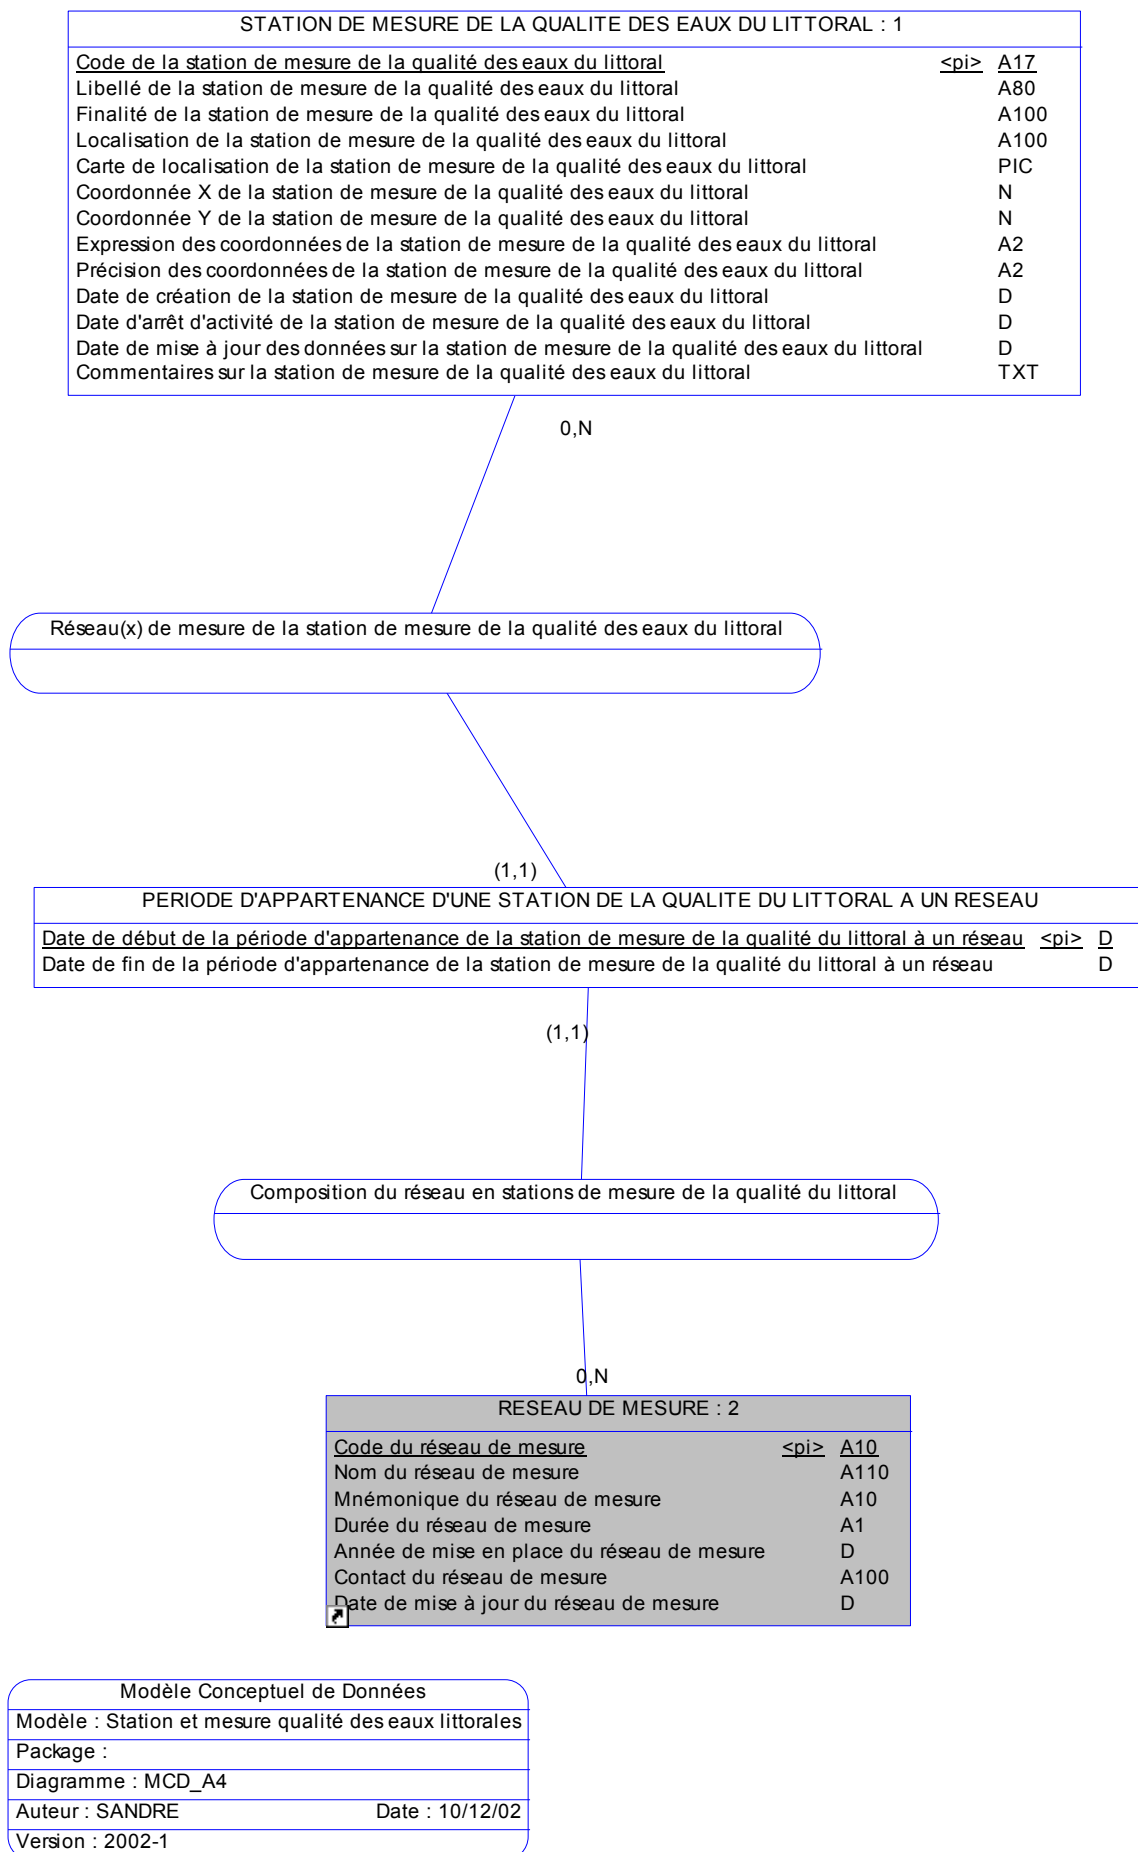 STATION DE MESURE DE LA QUALITE DES EAUX DU LITTORAL : 1
Code de la station de mesure de la qualité des eaux du littoral <pi> A17
Libellé de la station de mesure de la qualité des eaux du littoral A80
Finalité de la station de mesure de la qualité des eaux du littoral A100
Localisation de la station de mesure de la qualité des eaux du littoral A100
Carte de localisation de la station de mesure de la qualité des eaux du littoral PIC
Coordonnée X de la station de mesure de la qualité des eaux du littoral N
Coordonnée Y de la station de mesure de la qualité des eaux du littoral N
Expression des coordonnées de la station de mesure de la qualité des eaux du littoral A2
Précision des coordonnées de la station de mesure de la qualité des eaux du littoral A2
Date de création de la station de mesure de la qualité des eaux du littoral D
Date d'arrêt d'activité de la station de mesure de la qualité des eaux du littoral D
Date de mise à jour des données sur la station de mesure de la qualité des eaux du littoral D
Commentaires sur la station de mesure de la qualité des eaux du littoral TXT
0,N
Réseau(x) de mesure de la station de mesure de la qualité des eaux du littoral
(1,1)
PERIODE D'APPARTENANCE D'UNE STATION DE LA QUALITE DU LITTORAL A UN RESEAU
Date de début de la période d'appartenance de la station de mesure de la qualité du littoral à un réseau <pi> D
Date de fin de la période d'appartenance de la station de mesure de la qualité du littoral à un réseau D
(1,1)
Composition du réseau en stations de mesure de la qualité du littoral
0,N
RESEAU DE MESURE : 2
Code du réseau de mesure <pi> A10
Nom du réseau de mesure A110
Mnémonique du réseau de mesure A10
Durée du réseau de mesure A1
Année de mise en place du réseau de mesure D
Contact du réseau de mesure A100
Date de mise à jour du réseau de mesure D
Modèle Conceptuel de Données
Modèle : Station et mesure qualité des eaux littorales
Package :
Diagramme : MCD_A4
Auteur : SANDRE Date : 10/12/02
Version : 2002-1